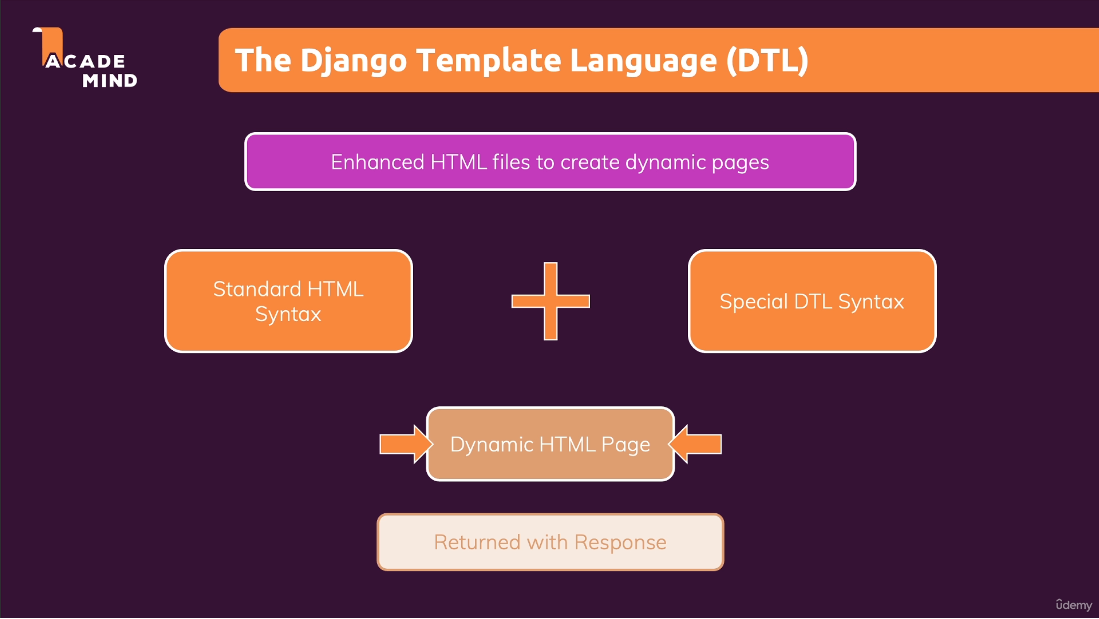 ACADE
MIND
The Django Template Language (DTL)
Enhanced HTML files to create dynamic pages
Standard HTML
Syntax
Special DTL Syntax
Dynamic HTML Page
Returned with Response
udemy